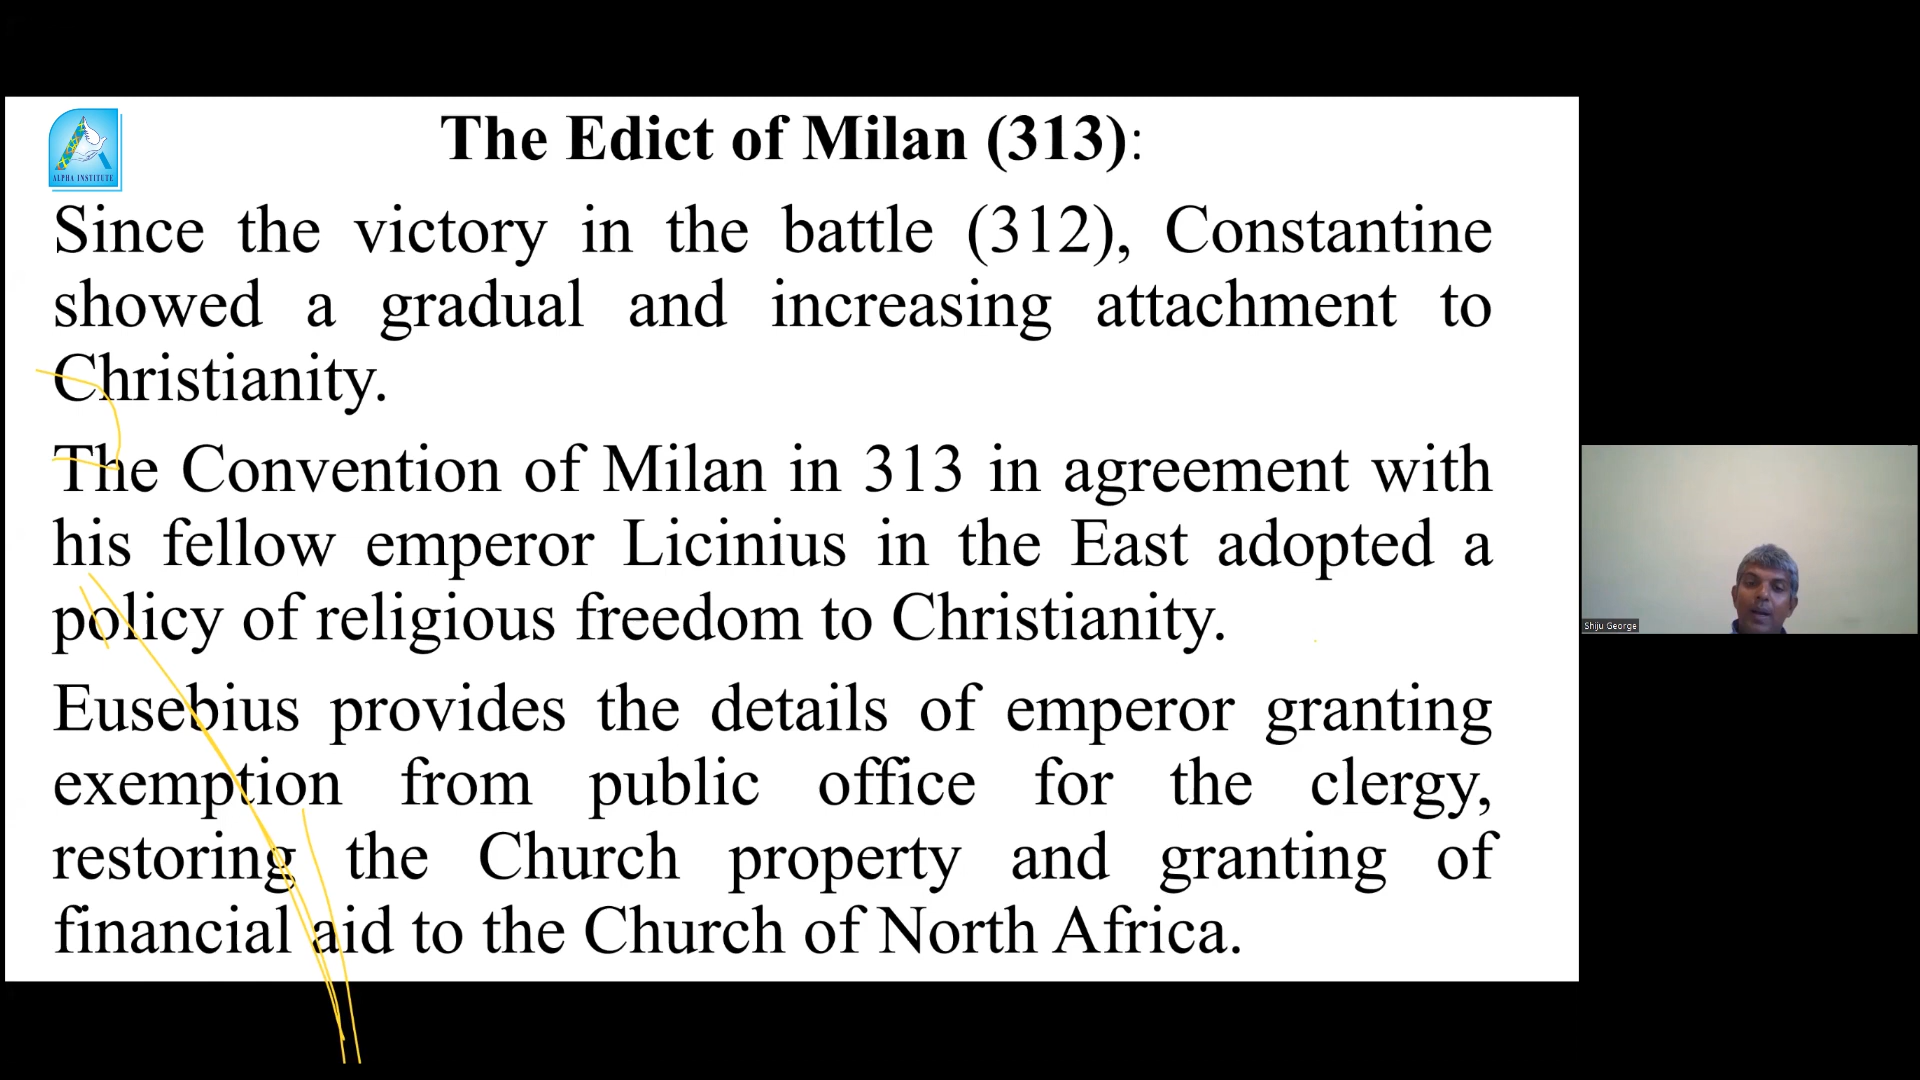 The Edict of Milan (313):
ALPHA INSTITUTE
Since the victory in the battle (312), Constantine
showed a gradual and increasing attachment to
Christianity.
The Convention of Milan in 313 in agreement with
his fellow emperor Licinius in the East adopted a
policy of religious freedom to Christianity.
Eusebius provides the details of emperor granting
exemption from public office for the clergy,
restoring the Church property and granting of
financial aid to the Church of North Africa.
Shiju George